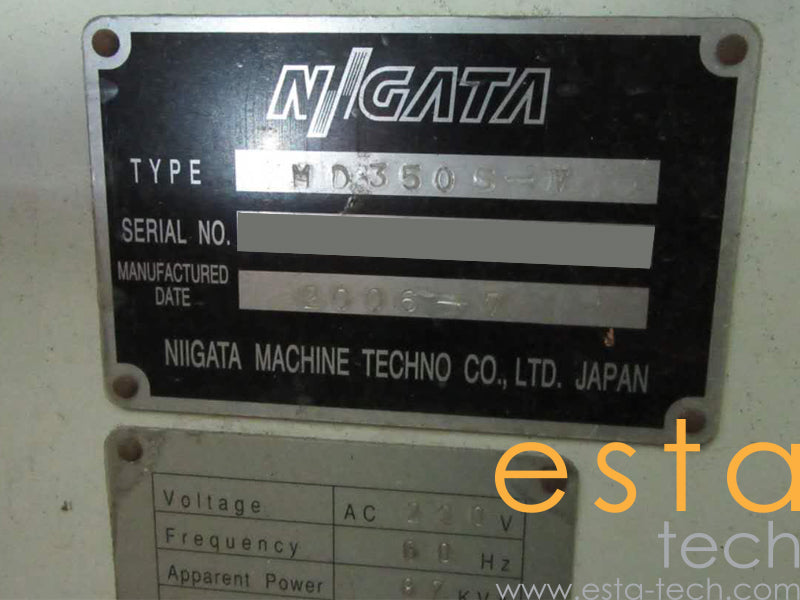 NIIGATA
TYPE MD350S-W
SERIAL NO.
MANUFACTURED DATE 2006-7
NIIGATA MACHINE TECHNO CO., LTD. JAPAN
Voltage AC 220 V
Frequency 60 Hz
Apparent Power
esta
tech
www.esta-tech.com